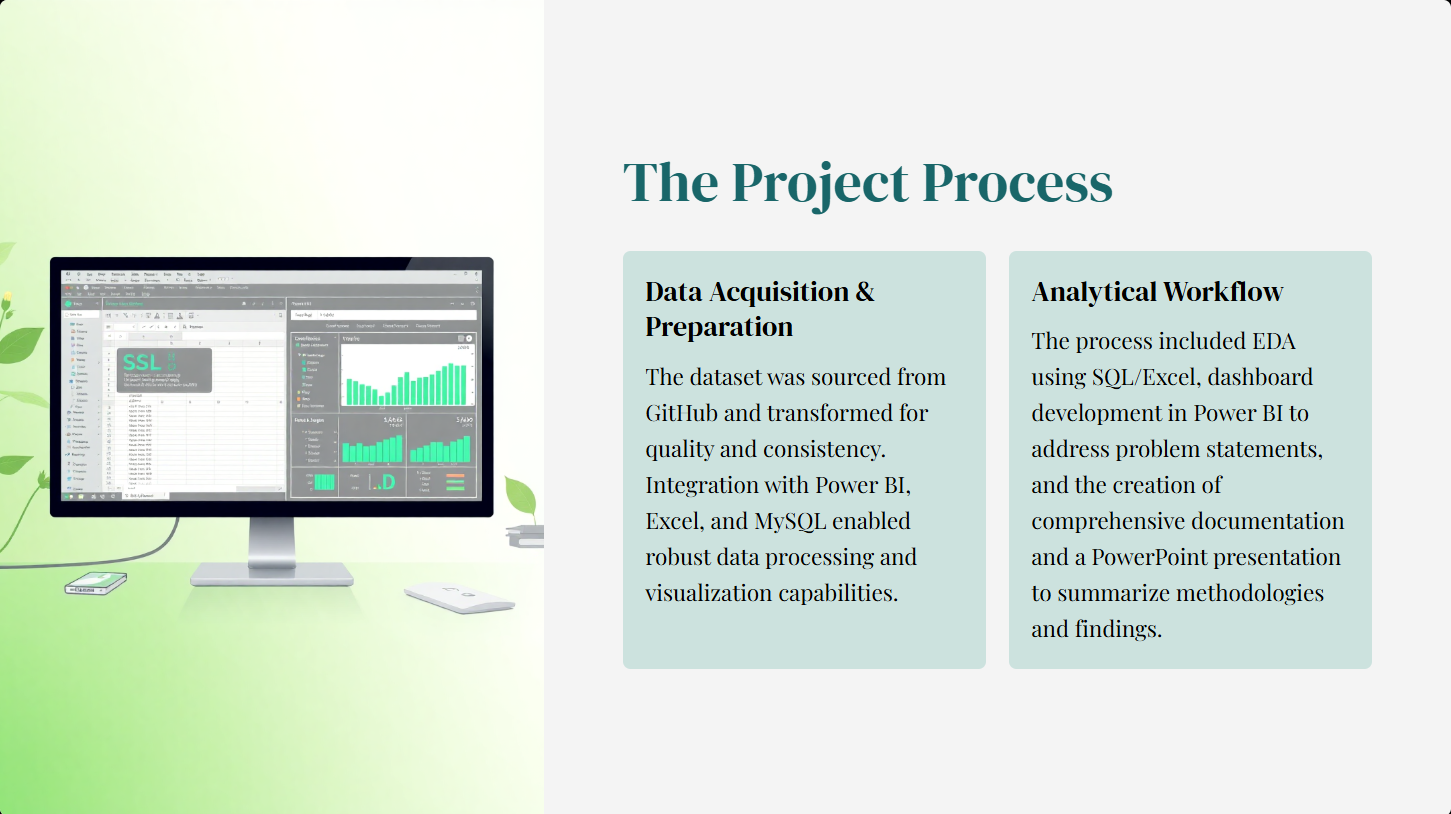 The Project Process
Data Acquisition &
Preparation
The dataset was sourced from
GitHub and transformed for
quality and consistency.
Integration with Power BI,
Excel, and MySQL enabled
robust data processing and
visualization capabilities.
Analytical Workflow
The process included EDA
using SQL/Excel, dashboard
development in Power BI to
address problem statements,
and the creation of
comprehensive documentation
and a PowerPoint presentation
to summarize methodologies
and findings.
SSL